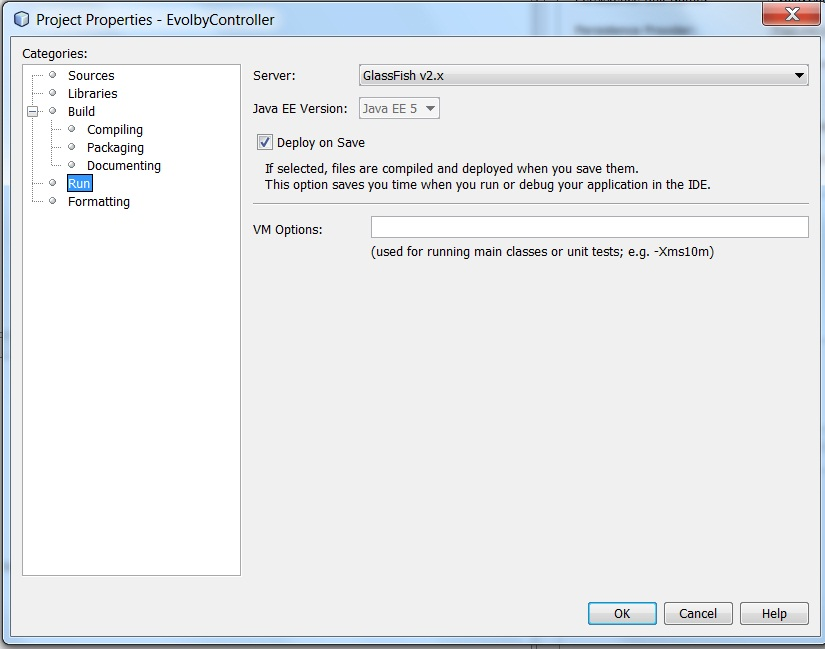 Project Properties - EvolbyController
Categories:
Sources
Libraries
Build
Compiling
Packaging
Documenting
Run
Formatting
Server: GlassFish v2.x
Java EE Version: Java EE 5
Deploy on Save
If selected, files are compiled and deployed when you save them.
This option saves you time when you run or debug your application in the IDE.
VM Options:
(used for running main classes or unit tests; e.g. -Xms10m)
OK Cancel Help